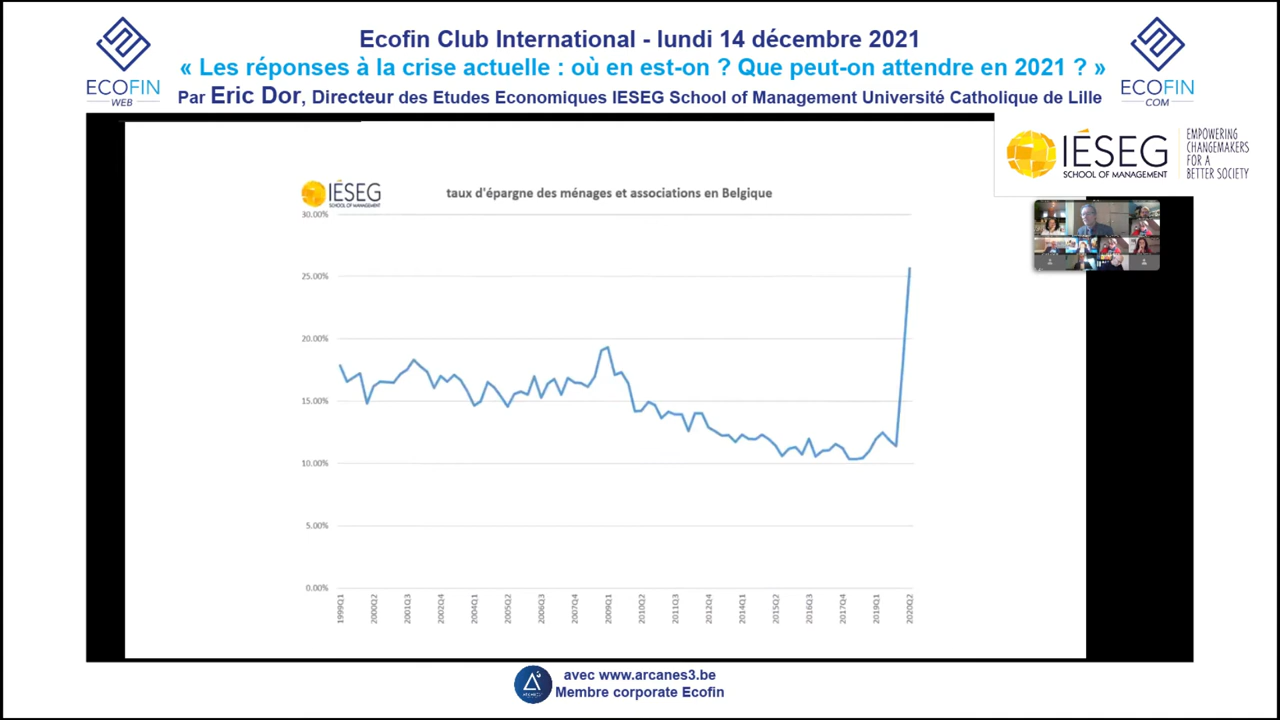 Ecofin Club International - lundi 14 décembre 2021
« Les réponses à la crise actuelle : où en est-on ? Que peut-on attendre en 2021 ? »
Par Eric Dor, Directeur des Etudes Economiques IESEG School of Management Université Catholique de Lille
ECOFIN
WEB
ECOFIN
COM
IÉSEG
SCHOOL OF MANAGEMENT
EMPOWERING
CHANGEMAKERS
FOR A
BETTER SOCIETY
IÉSEG
SCHOOL OF MANAGEMENT
taux d'épargne des ménages et associations en Belgique
30.00%
25.00%
20.00%
15.00%
10.00%
5.00%
0.00%
1999Q1
2000Q2
2001Q3
2002Q4
2004Q1
2005Q2
2006Q3
2007Q4
2009Q1
2010Q2
2011Q3
2012Q4
2014Q1
2015Q2
2016Q3
2017Q4
2019Q1
2020Q2
avec www.arcanes3.be
Membre corporate Ecofin